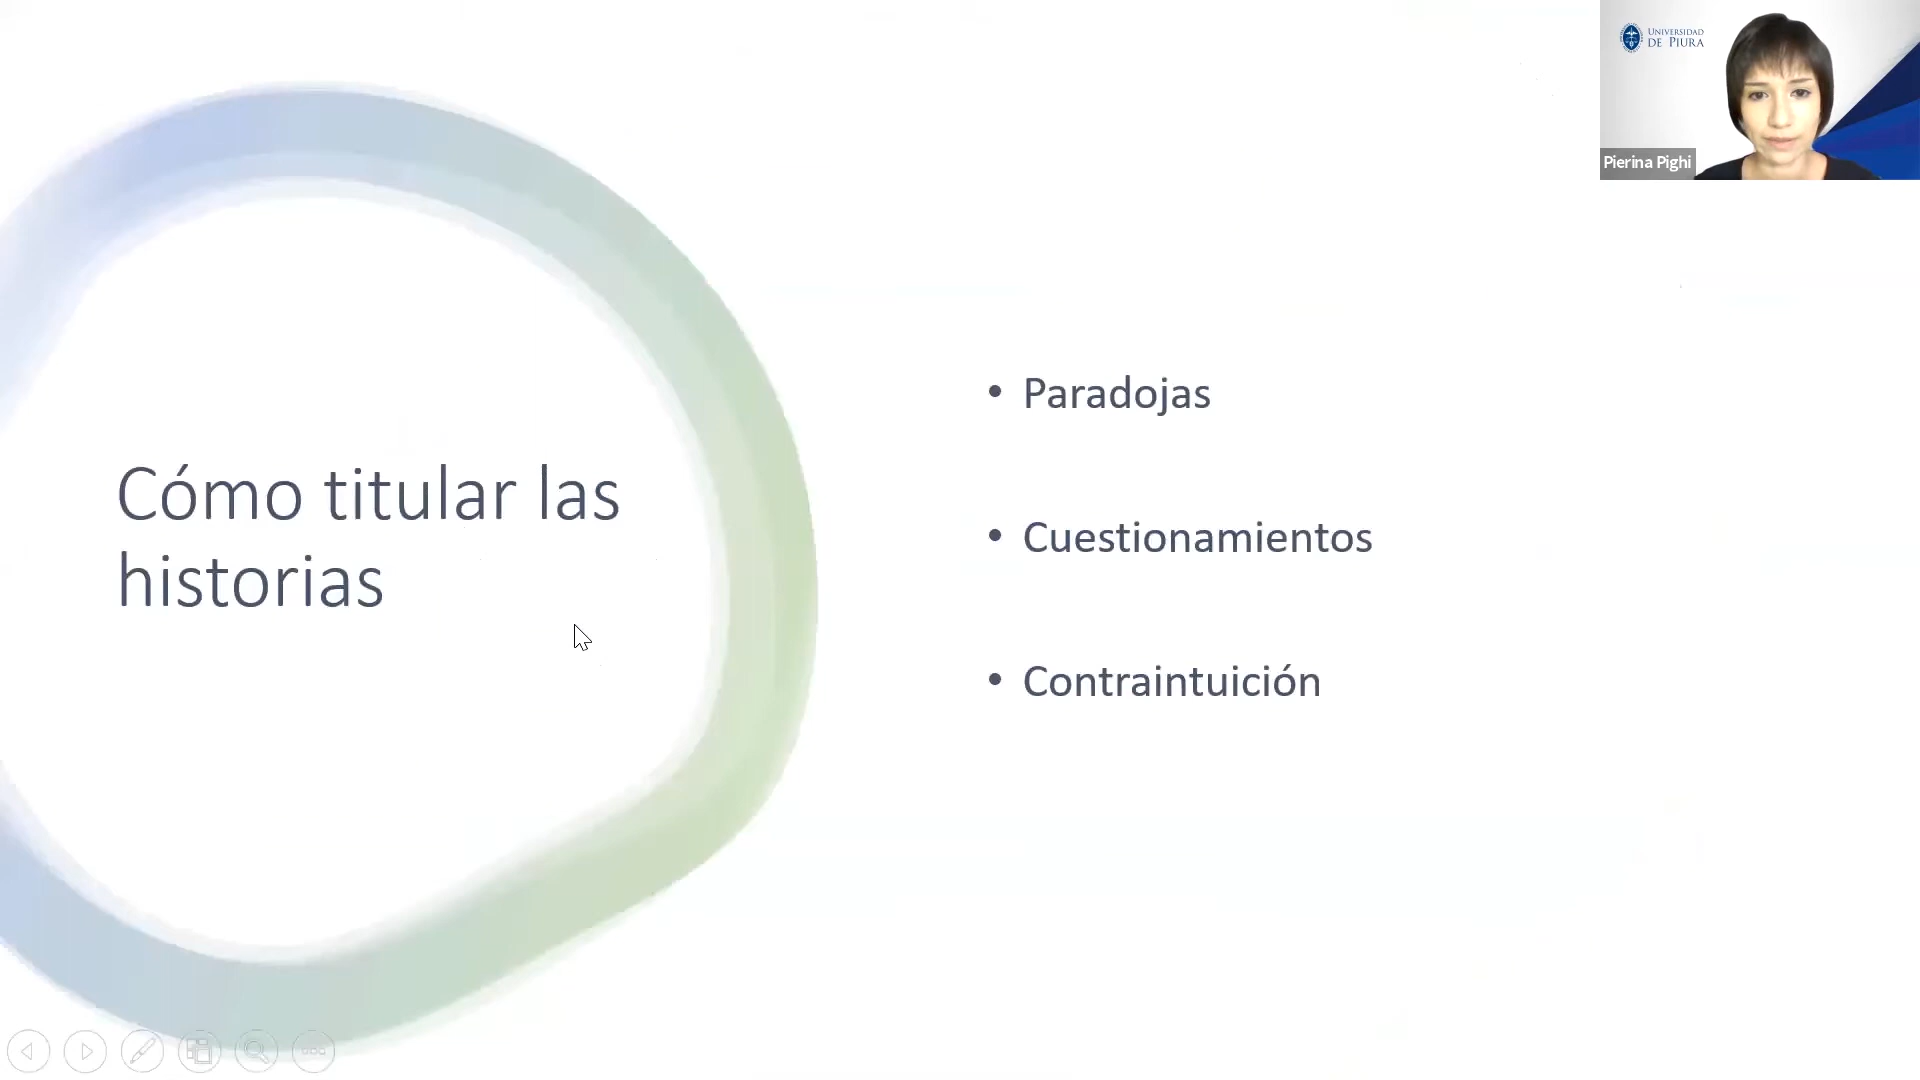 UNIVERSIDAD
DE PIURA
Pierina Pighi
Cómo titular las
historias
• Paradojas
• Cuestionamientos
• Contraintuición